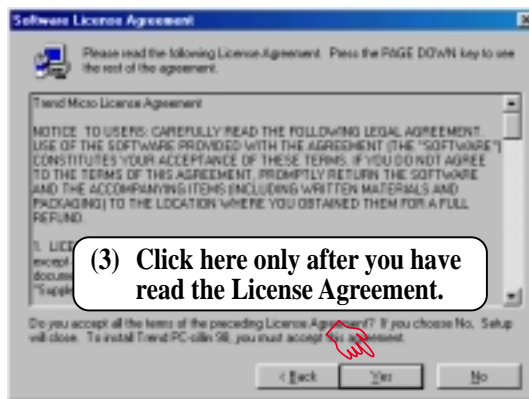 Software License Agreement
Please read the following License Agreement. Press the PAGE DOWN key to see
the rest of the agreement.
Trend Micro License Agreement
NOTICE TO USERS: CAREFULLY READ THE FOLLOWING LEGAL AGREEMENT.
USE OF THE SOFTWARE PROVIDED WITH THE AGREEMENT (THE "SOFTWARE")
CONSTITUTES YOUR ACCEPTANCE OF THESE TERMS. IF YOU DO NOT AGREE
TO THE TERMS OF THIS AGREEMENT, PROMPTLY RETURN THE SOFTWARE
AND THE ACCOMPANYING ITEMS (INCLUDING WRITTEN MATERIALS AND
PACKAGING) TO THE LOCATION WHERE YOU OBTAINED THEM FOR A FULL
REFUND.
1. LICE
except
docume
"Supple
(3) Click here only after you have
read the License Agreement.
Do you accept all the terms of the preceding License Agreement? If you choose No, Setup
will close. To install Trend PC-cillin 98, you must accept this agreement.
< Back
Yes
No